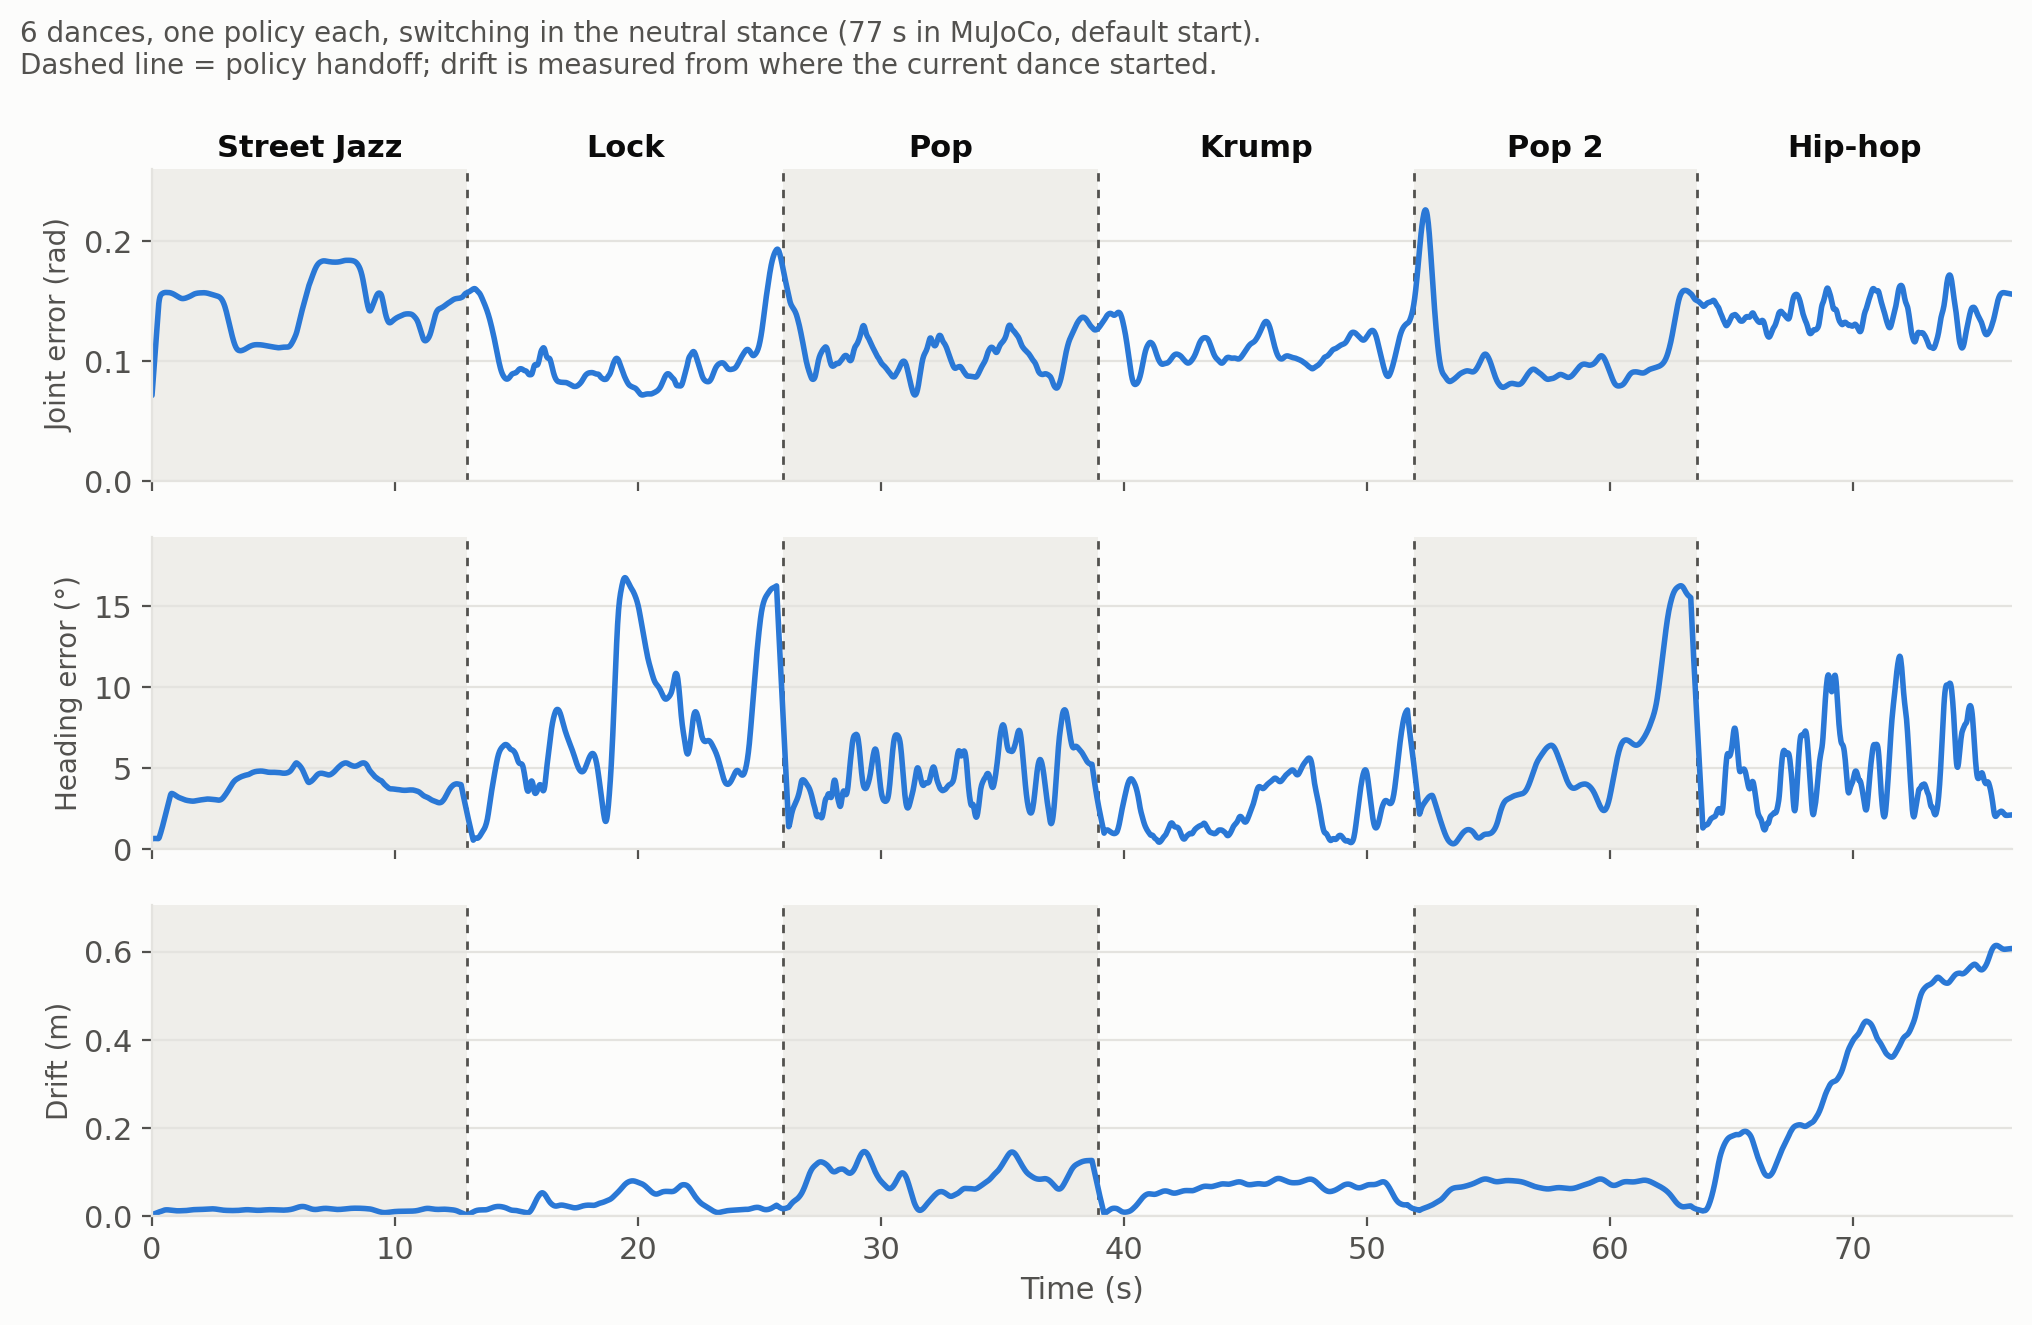 6 dances, one policy each, switching in the neutral stance (77 s in MuJoCo, default start).
Dashed line = policy handoff; drift is measured from where the current dance started.
Street Jazz Lock Pop Krump Pop 2 Hip-hop
Joint error (rad)
0.2
0.1
0.0
Heading error (°)
15
10
5
0
Drift (m)
0.6
0.4
0.2
0.0
0 10 20 30 40 50 60 70
Time (s)